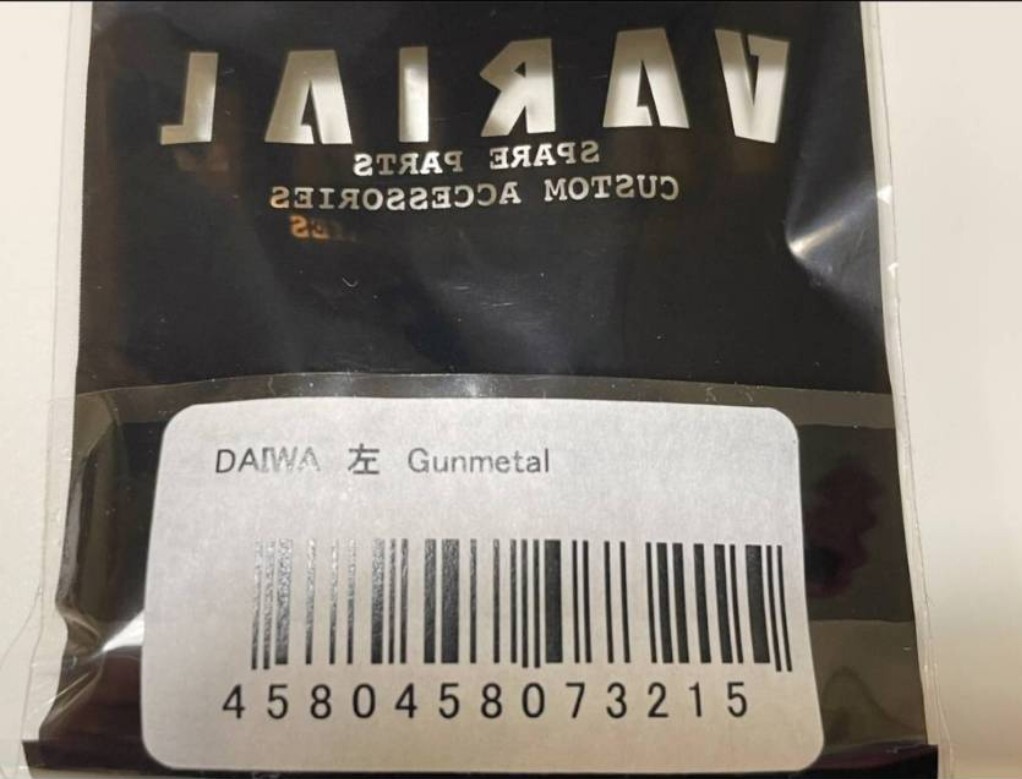 VARIAL
SPARE PARTS
CUSTOM ACCESSORIES
DAIWA 左 Gunmetal
4580458073215